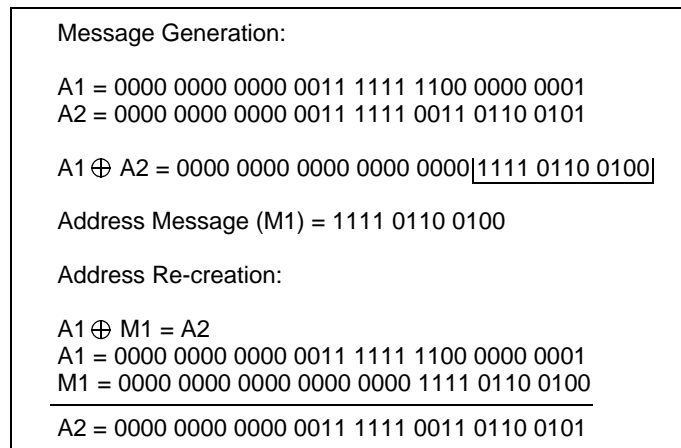 Message Generation:
A1 = 0000 0000 0000 0011 1111 1100 0000 0001
A2 = 0000 0000 0000 0011 1111 0011 0110 0101
A1 ⊕ A2 = 0000 0000 0000 0000 0000 1111 0110 0100
Address Message (M1) = 1111 0110 0100
Address Re-creation:
A1 ⊕ M1 = A2
A1 = 0000 0000 0000 0011 1111 1100 0000 0001
M1 = 0000 0000 0000 0000 0000 1111 0110 0100
A2 = 0000 0000 0000 0011 1111 0011 0110 0101